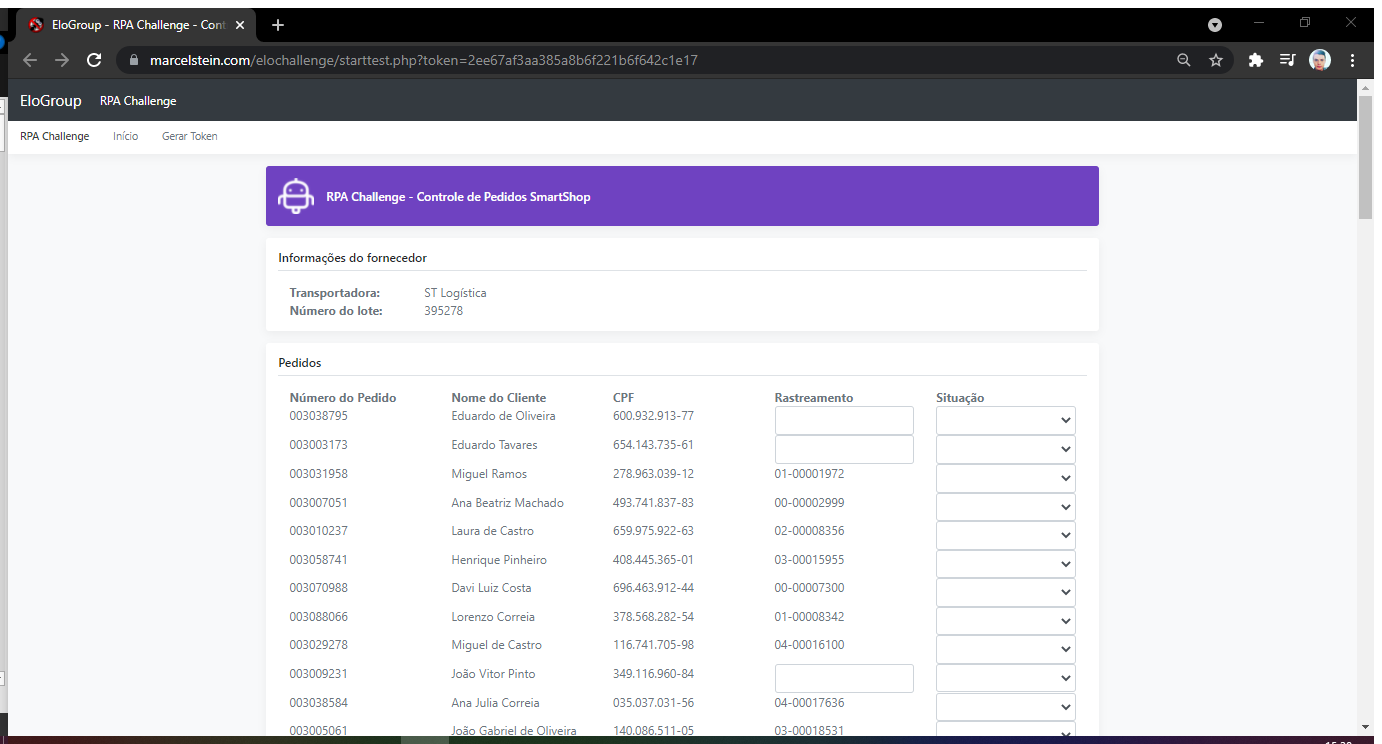 EloGroup - RPA Challenge - Cont
marcelstein.com/elochallenge/starttest.php?token=2ee67af3aa385a8b6f221b6f642c1e17
EloGroup RPA Challenge
RPA Challenge Início Gerar Token
RPA Challenge - Controle de Pedidos SmartShop
Informações do fornecedor
Transportadora: ST Logística
Número do lote: 395278
Pedidos
Número do Pedido Nome do Cliente CPF Rastreamento Situação
003038795 Eduardo de Oliveira 600.932.913-77
003003173 Eduardo Tavares 654.143.735-61
003031958 Miguel Ramos 278.963.039-12 01-00001972
003007051 Ana Beatriz Machado 493.741.837-83 00-00002999
003010237 Laura de Castro 659.975.922-63 02-00008356
003058741 Henrique Pinheiro 408.445.365-01 03-00015955
003070988 Davi Luiz Costa 696.463.912-44 00-00007300
003088066 Lorenzo Correia 378.568.282-54 01-00008342
003029278 Miguel de Castro 116.741.705-98 04-00016100
003009231 João Vitor Pinto 349.116.960-84
003038584 Ana Julia Correia 035.037.031-56 04-00017636
003005061 João Gabriel de Oliveira 140.086.511-05 03-00018531